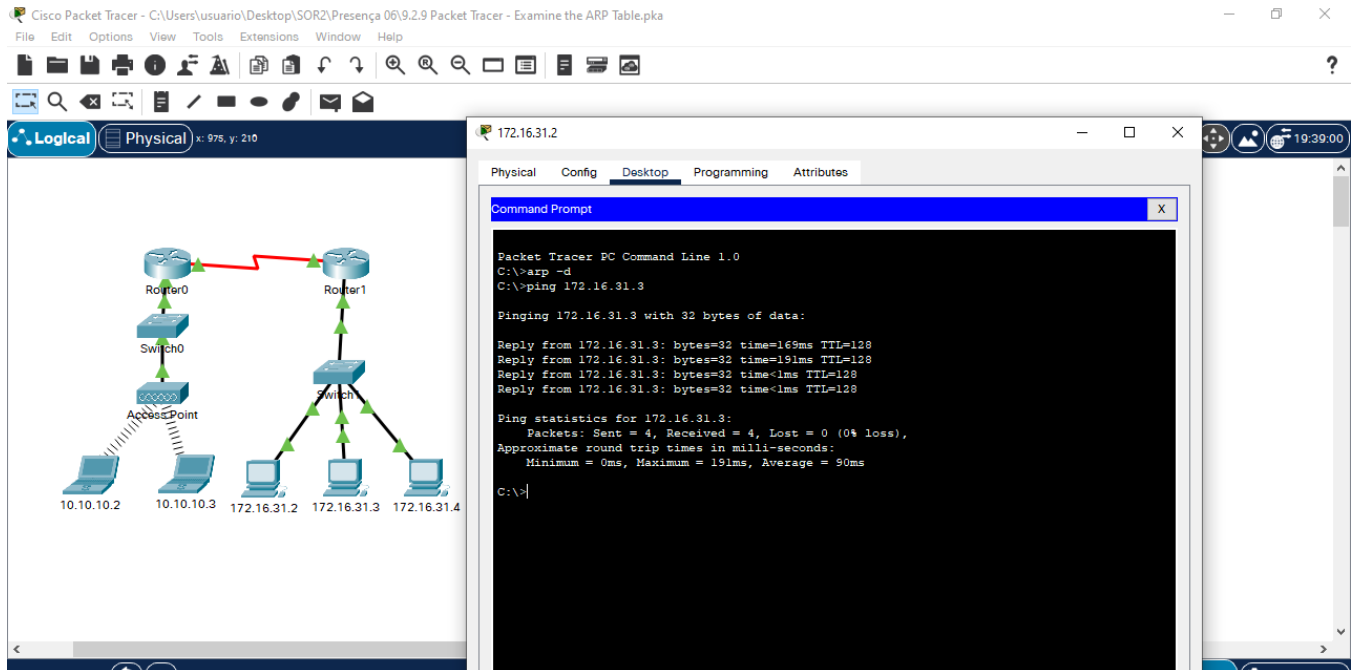 Cisco Packet Tracer - C:\Users\usuario\Desktop\SOR2\Presença 06\9.2.9 Packet Tracer - Examine the ARP Table.pka
File Edit Options View Tools Extensions Window Help
?
Logical Physical x: 975, y: 210
19:39:00
Router0
Router1
Switch0
Switch1
Access Point
10.10.10.2 10.10.10.3 172.16.31.2 172.16.31.3 172.16.31.4
172.16.31.2
Physical Config Desktop Programming Attributes
Command Prompt
X
Packet Tracer PC Command Line 1.0
C:\>arp -d
C:\>ping 172.16.31.3
Pinging 172.16.31.3 with 32 bytes of data:
Reply from 172.16.31.3: bytes=32 time=169ms TTL=128
Reply from 172.16.31.3: bytes=32 time=191ms TTL=128
Reply from 172.16.31.3: bytes=32 time<1ms TTL=128
Reply from 172.16.31.3: bytes=32 time<1ms TTL=128
Ping statistics for 172.16.31.3:
Packets: Sent = 4, Received = 4, Lost = 0 (0% loss),
Approximate round trip times in milli-seconds:
Minimum = 0ms, Maximum = 191ms, Average = 90ms
C:\>